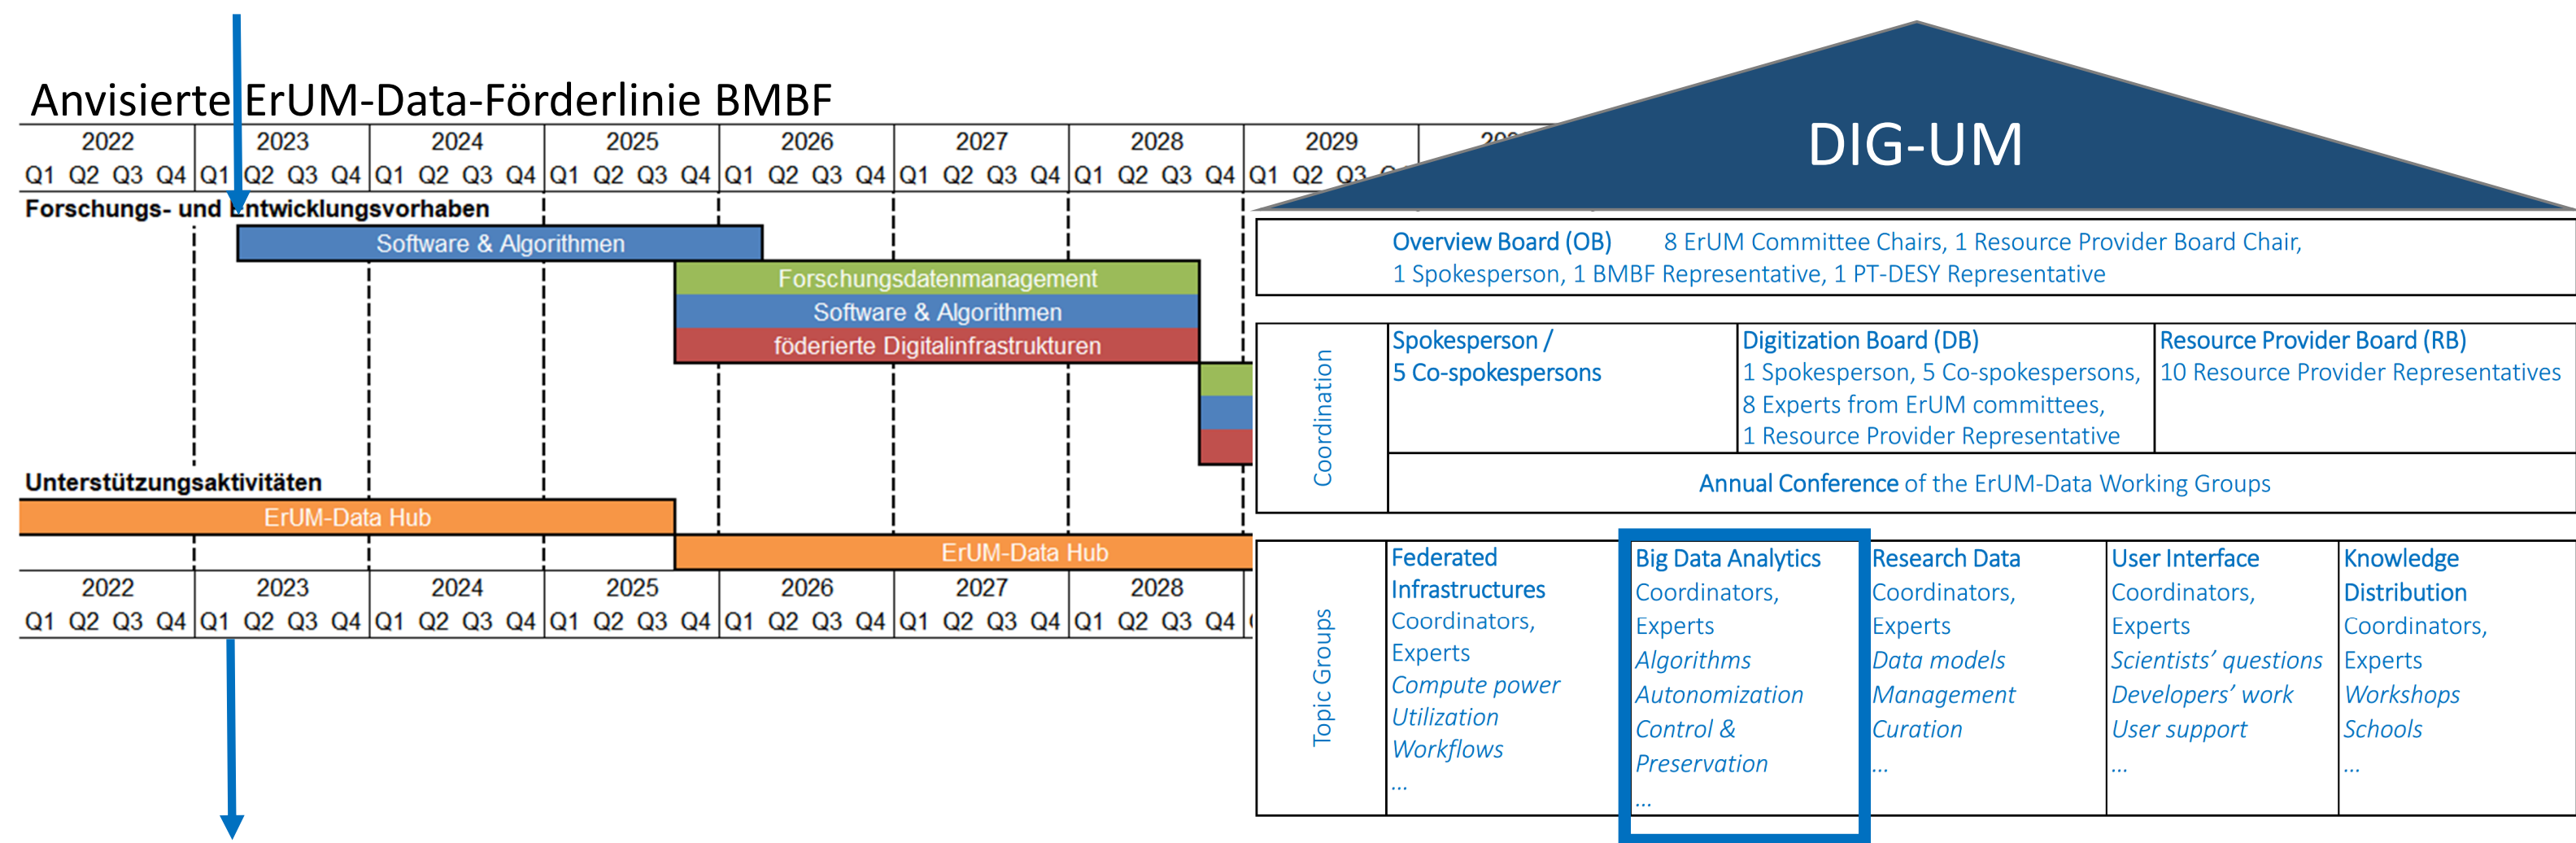 Anvisierte ErUM-Data-Förderlinie BMBF
2022 2023 2024 2025 2026 2027 2028 2029
Q1 Q2 Q3 Q4 Q1 Q2 Q3 Q4 Q1 Q2 Q3 Q4 Q1 Q2 Q3 Q4 Q1 Q2 Q3 Q4 Q1 Q2 Q3 Q4 Q1 Q2 Q3 Q4 Q1 Q2 Q3
Forschungs- und Entwicklungsvorhaben
Software & Algorithmen
Forschungsdatenmanagement
Software & Algorithmen
föderierte Digitalinfrastrukturen
Unterstützungsaktivitäten
ErUM-Data Hub
ErUM-Data Hub
2022 2023 2024 2025 2026 2027 2028
Q1 Q2 Q3 Q4 Q1 Q2 Q3 Q4 Q1 Q2 Q3 Q4 Q1 Q2 Q3 Q4 Q1 Q2 Q3 Q4 Q1 Q2 Q3 Q4 Q1 Q2 Q3 Q4
DIG-UM
Overview Board (OB) 8 ErUM Committee Chairs, 1 Resource Provider Board Chair,
1 Spokesperson, 1 BMBF Representative, 1 PT-DESY Representative
Coordination
Spokesperson /
5 Co-spokespersons
Digitization Board (DB)
1 Spokesperson, 5 Co-spokespersons,
8 Experts from ErUM committees,
1 Resource Provider Representative
Resource Provider Board (RB)
10 Resource Provider Representatives
Annual Conference of the ErUM-Data Working Groups
Topic Groups
Federated
Infrastructures
Coordinators,
Experts
Compute power
Utilization
Workflows
...
Big Data Analytics
Coordinators,
Experts
Algorithms
Autonomization
Control &
Preservation
...
Research Data
Coordinators,
Experts
Data models
Management
Curation
...
User Interface
Coordinators,
Experts
Scientists’ questions
Developers’ work
User support
...
Knowledge
Distribution
Coordinators,
Experts
Workshops
Schools
...